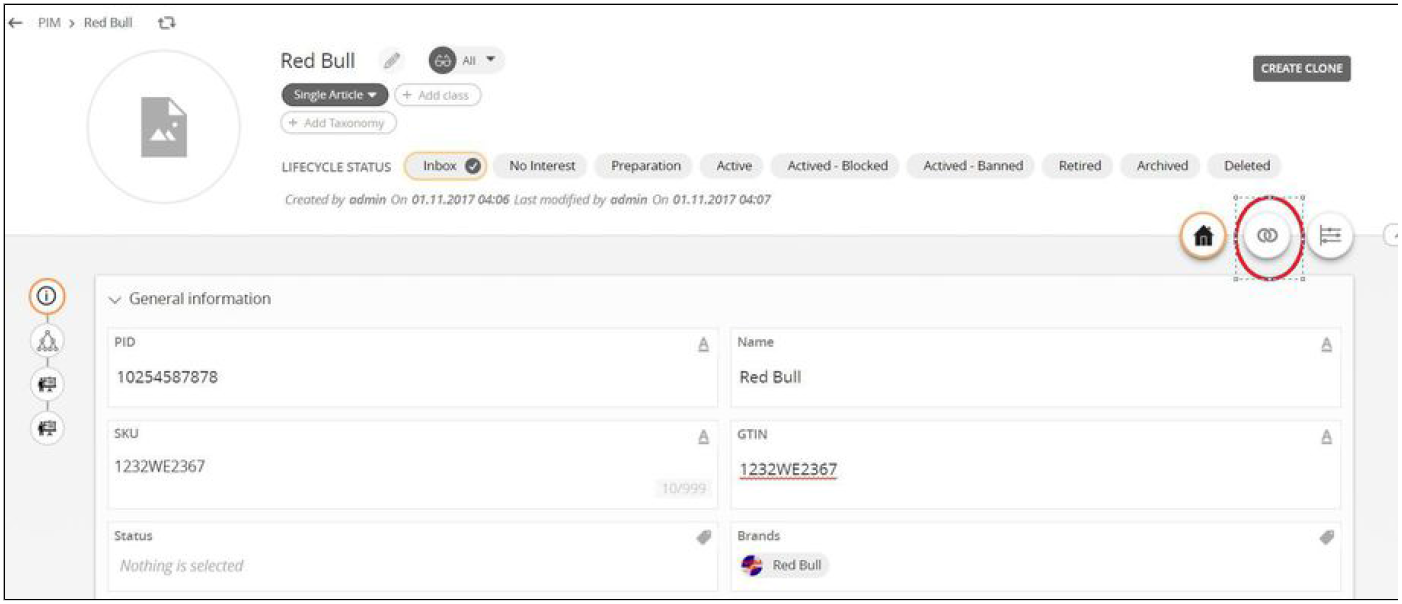 PIM > Red Bull
Red Bull All
CREATE CLONE
Single Article + Add class
+ Add Taxonomy
LIFECYCLE STATUS Inbox No Interest Preparation Active Actived - Blocked Actived - Banned Retired Archived Deleted
Created by admin On 01.11.2017 04:06 Last modified by admin On 01.11.2017 04:07
General information
PID
10254587878
Name
Red Bull
SKU
1232WE2367
10/999
GTIN
1232WE2367
Status
Nothing is selected
Brands
Red Bull